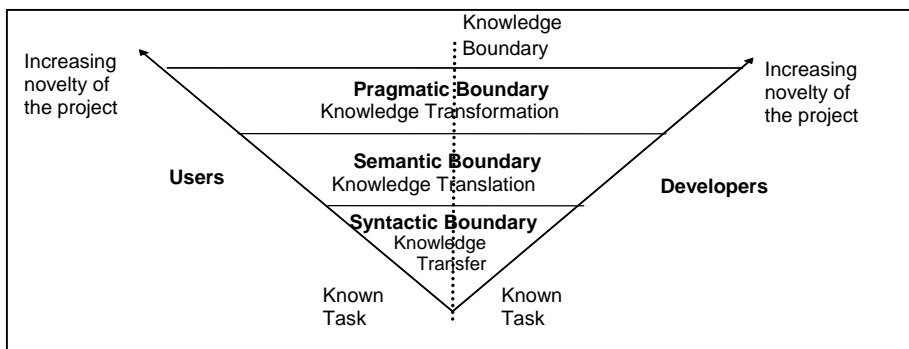 Knowledge
Boundary
Increasing
novelty of
the project
Increasing
novelty of
the project
Pragmatic Boundary
Knowledge Transformation
Semantic Boundary
Knowledge Translation
Users
Developers
Syntactic Boundary
Knowledge
Transfer
Known
Task
Known
Task